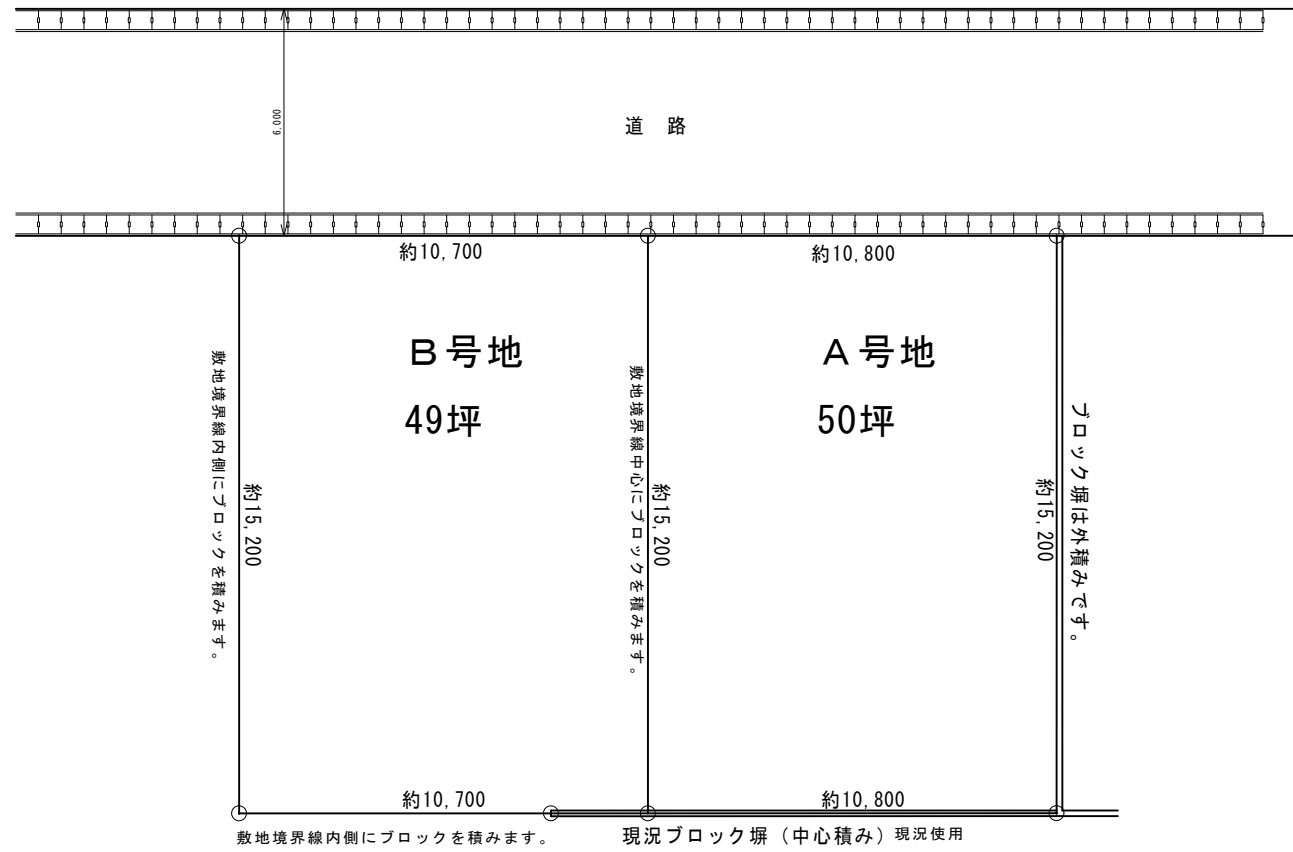 6,000
道　路
約10,700
約10,800
B号地
49坪
A号地
50坪
敷地境界線内側にブロックを積みます。
約15,200
敷地境界線中心にブロックを積みます。
約15,200
約15,200
ブロック塀は外積みです。
約10,700
約10,800
敷地境界線内側にブロックを積みます。
現況ブロック塀（中心積み）現況使用